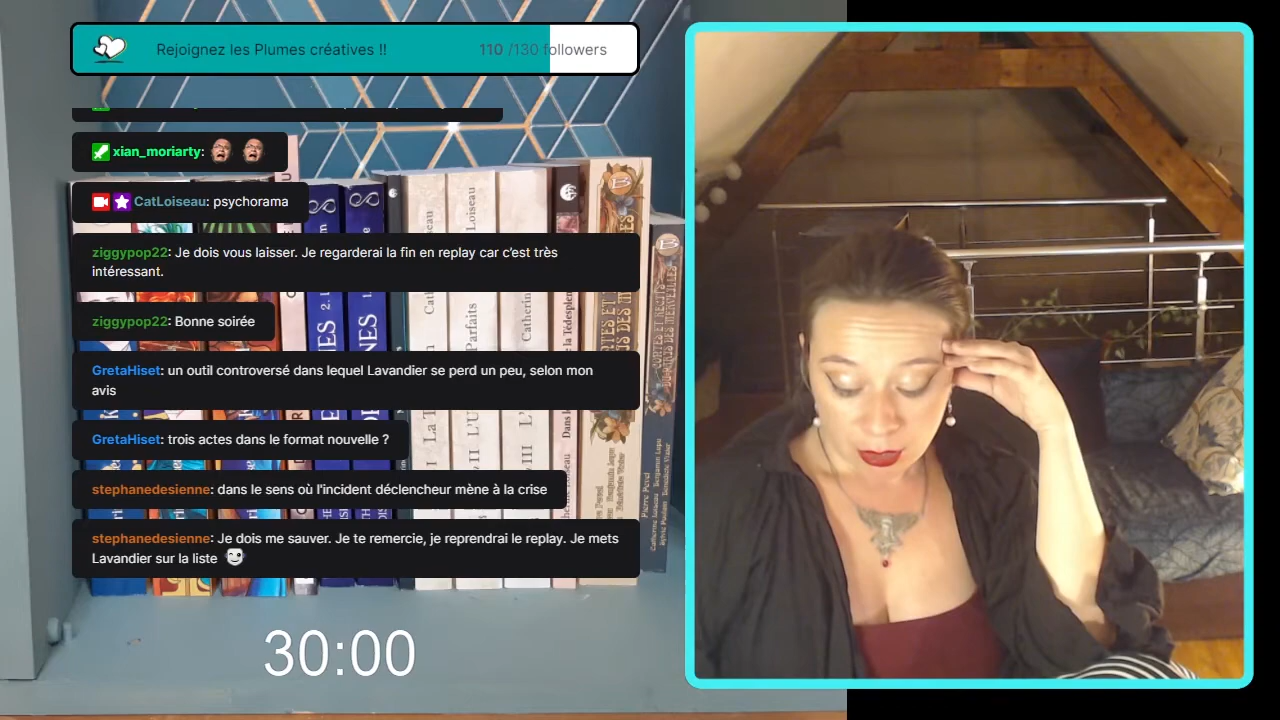 Rejoignez les Plumes créatives !! 110 /130 followers
xian_moriarty:
CatLoiseau: psychorama
ziggypop22: Je dois vous laisser. Je regarderai la fin en replay car c'est très
intéressant.
ziggypop22: Bonne soirée
GretaHiset: un outil controversé dans lequel Lavandier se perd un peu, selon mon
avis
GretaHiset: trois actes dans le format nouvelle ?
stephanedesienne: dans le sens où l'incident déclencheur mène à la crise
stephanedesienne: Je dois me sauver. Je te remercie, je reprendrai le replay. Je mets
Lavandier sur la liste
30:00
Loiseau
Parfaits
Catherine